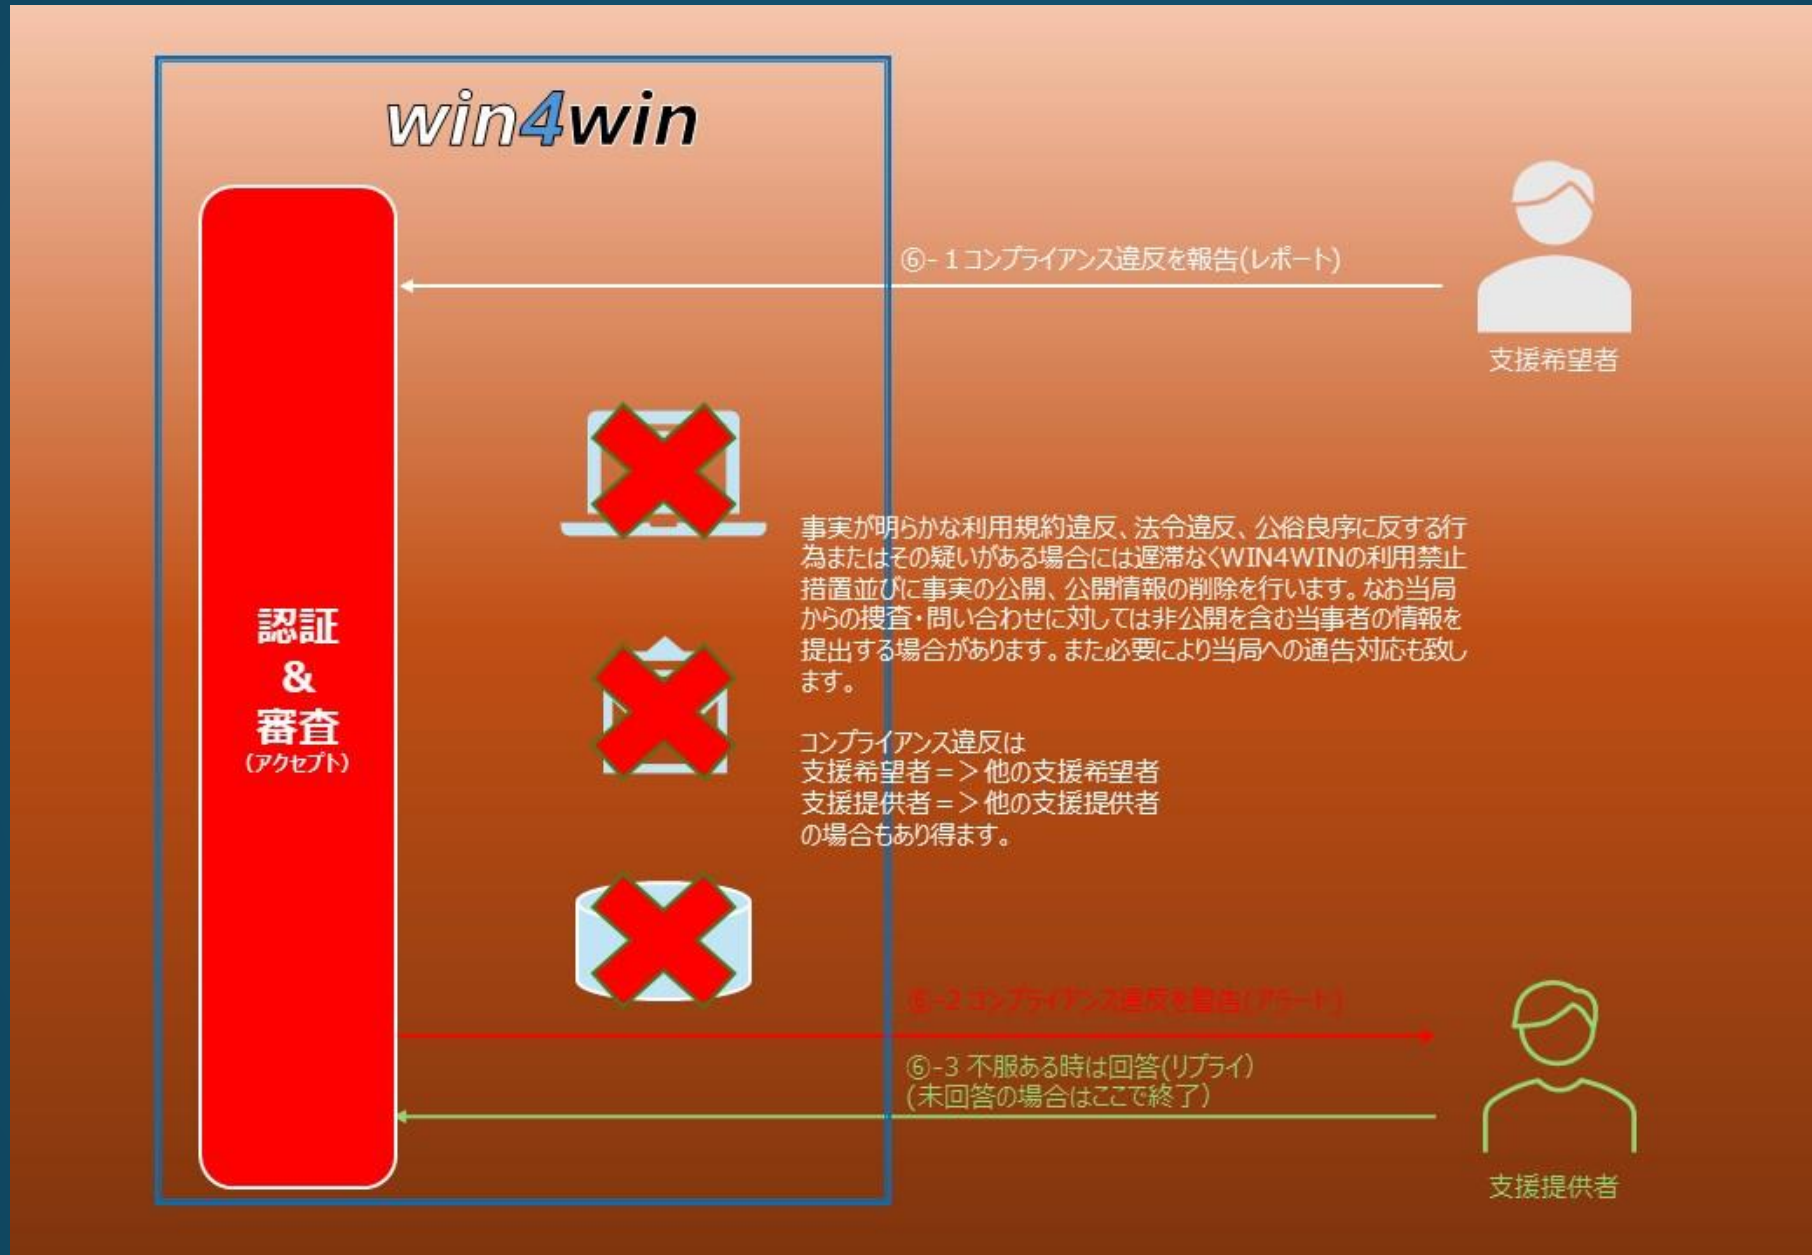 win4win
⑥-1コンプライアンス違反を報告(レポート)
支援希望者
事実が明らかな利用規約違反、法令違反、公俗良序に反する行
為またはその疑いがある場合には遅滞なくWIN4WINの利用禁止
措置並びに事実の公開、公開情報の削除を行います。なお当局
からの捜査・問い合わせに対しては非公開を含む当事者の情報を
提出する場合があります。また必要により当局への通告対応も致し
ます。
認証
&
審査
(アクセプト)
コンプライアンス違反は
支援希望者=＞他の支援希望者
支援提供者=＞他の支援提供者
の場合もあり得ます。
⑥-2コンプライアンス違反を警告(アラート)
⑥-3 不服ある時は回答(リプライ)
(未回答の場合はここで終了)
支援提供者